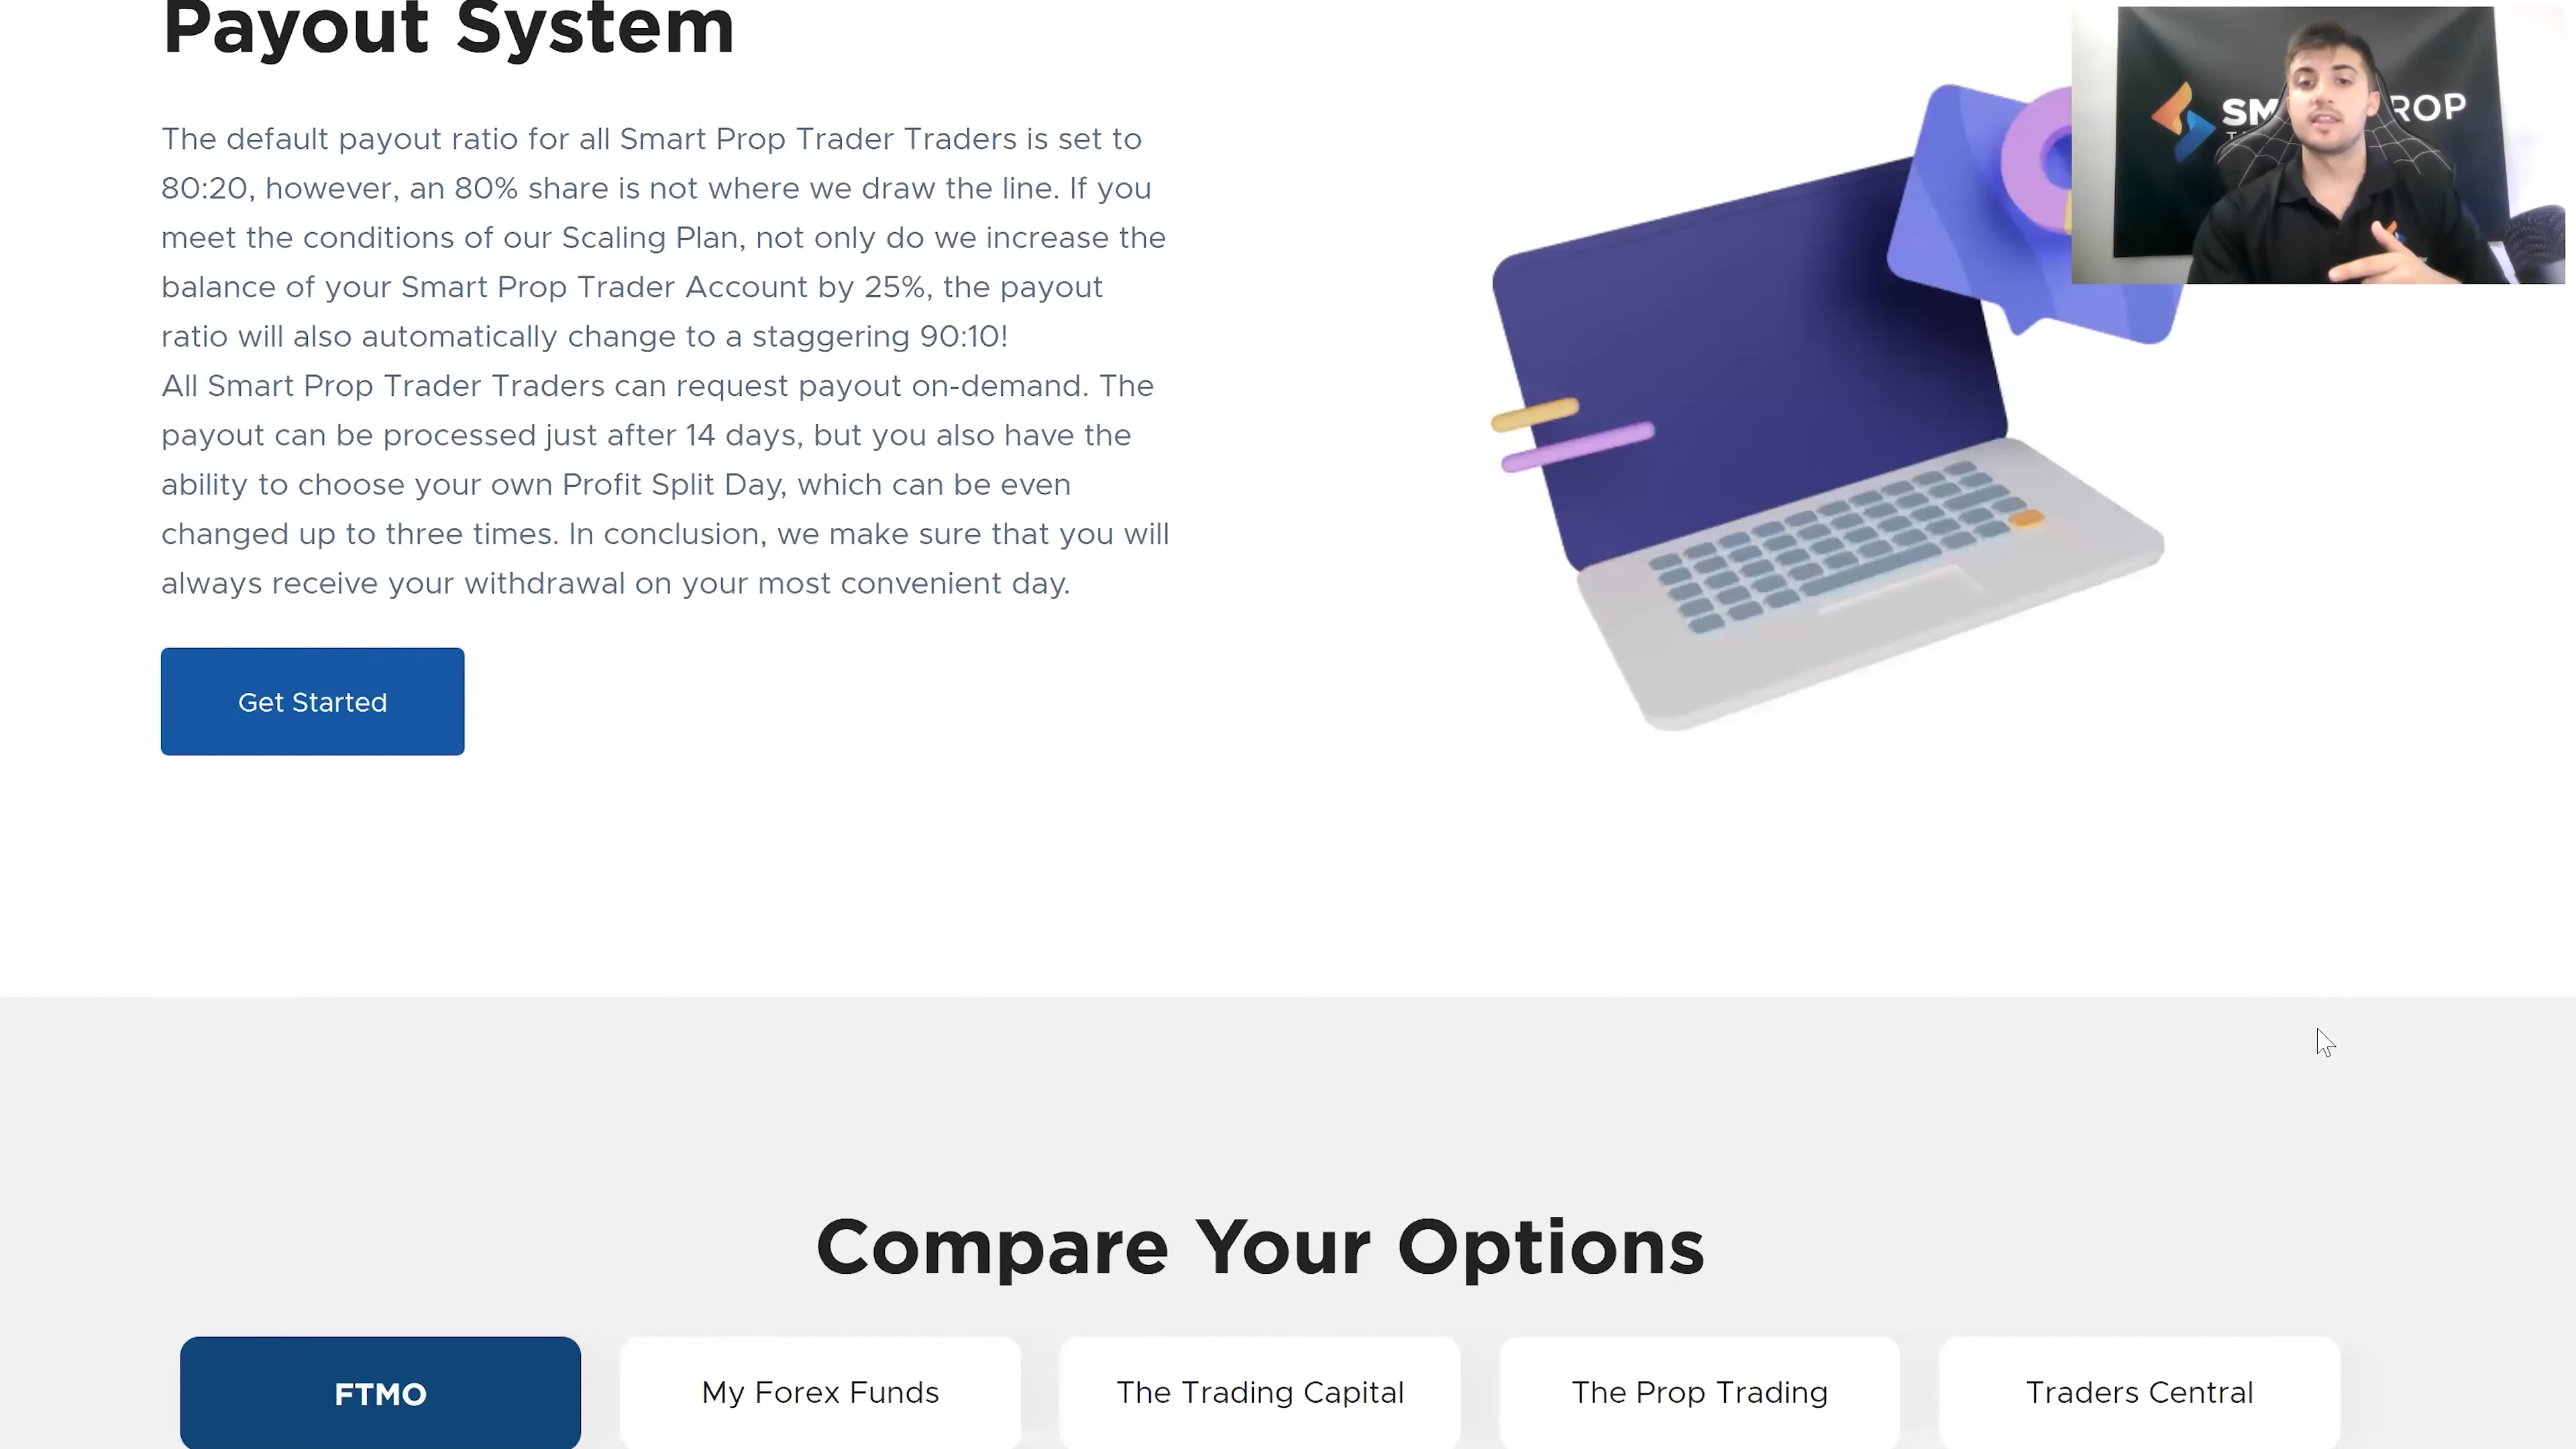 Payout System
The default payout ratio for all Smart Prop Trader Traders is set to
80:20, however, an 80% share is not where we draw the line. If you
meet the conditions of our Scaling Plan, not only do we increase the
balance of your Smart Prop Trader Account by 25%, the payout
ratio will also automatically change to a staggering 90:10!
All Smart Prop Trader Traders can request payout on-demand. The
payout can be processed just after 14 days, but you also have the
ability to choose your own Profit Split Day, which can be even
changed up to three times. In conclusion, we make sure that you will
always receive your withdrawal on your most convenient day.
Get Started
SM ROP
Compare Your Options
FTMO
My Forex Funds
The Trading Capital
The Prop Trading
Traders Central